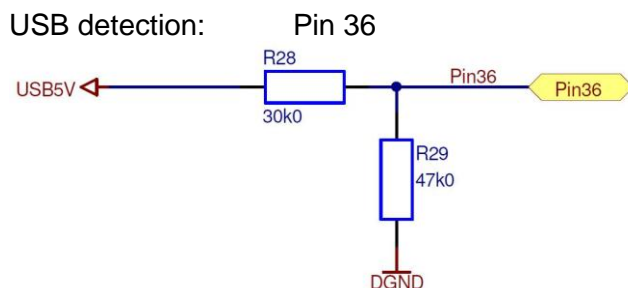 USB detection: Pin 36
R28
USB5V
30k0
Pin36
Pin36
R29
47k0
DGND